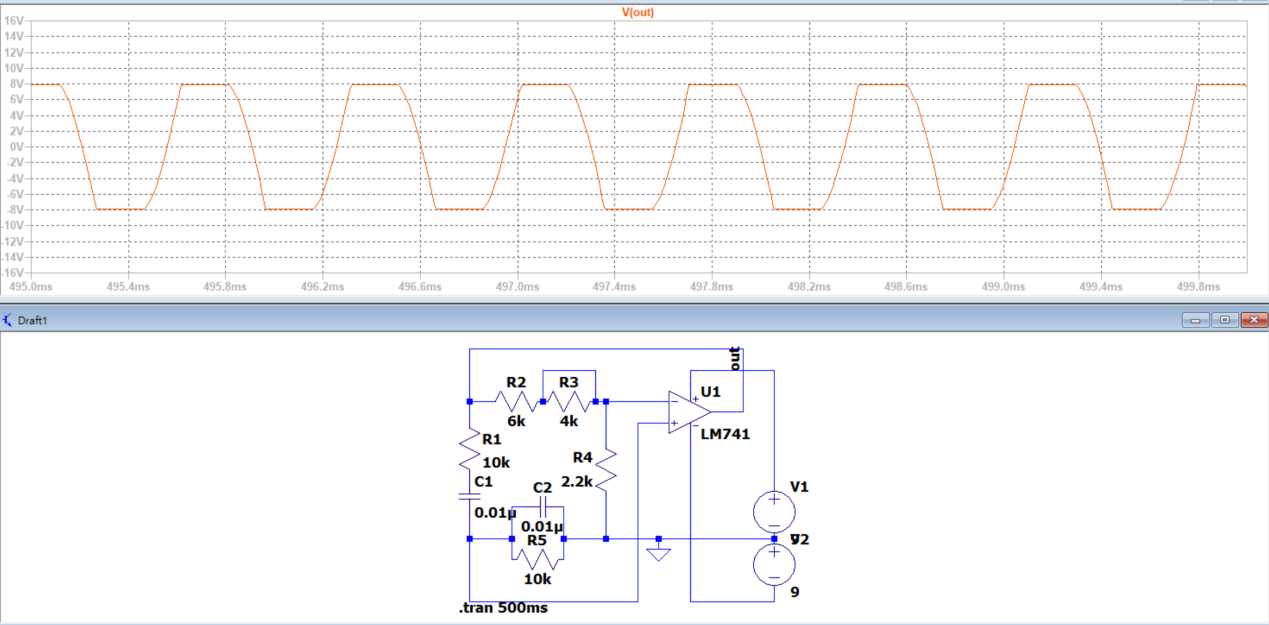 V(out)
16V
14V
12V
10V
8V
6V
4V
2V
0V
-2V
-4V
-6V
-8V
-10V
-12V
-14V
-16V
495.0ms 495.4ms 495.8ms 496.2ms 496.6ms 497.0ms 497.4ms 497.8ms 498.2ms 498.6ms 499.0ms 499.4ms 499.8ms
Draft1
out
R2 R3
U1
6k 4k
LM741
R1
10k
R4
2.2k
C1
0.01µ
C2
0.01µ
R5
10k
V1
V2
9
.tran 500ms